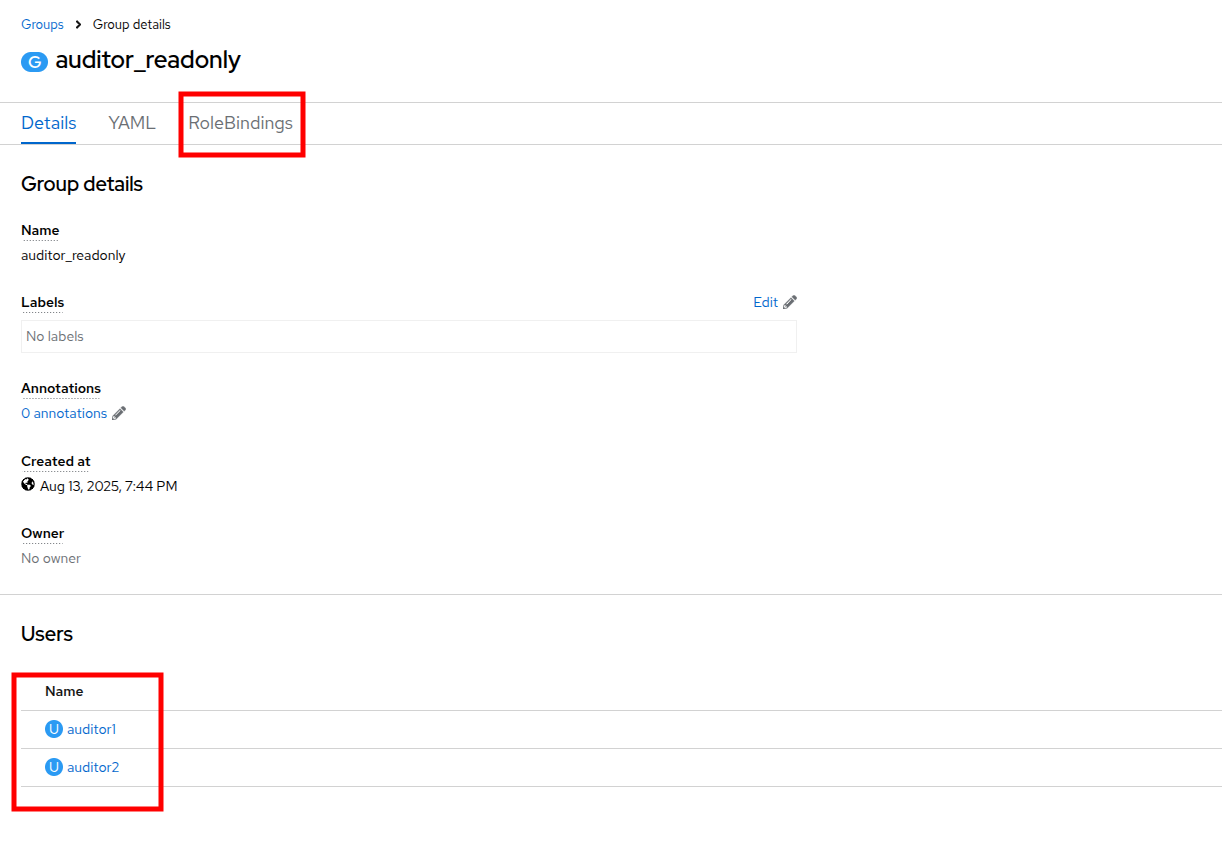 Groups > Group details
G auditor_readonly
Details YAML RoleBindings
Group details
Name
auditor_readonly
Labels Edit
No labels
Annotations
0 annotations
Created at
Aug 13, 2025, 7:44 PM
Owner
No owner
Users
Name
U auditor1
U auditor2